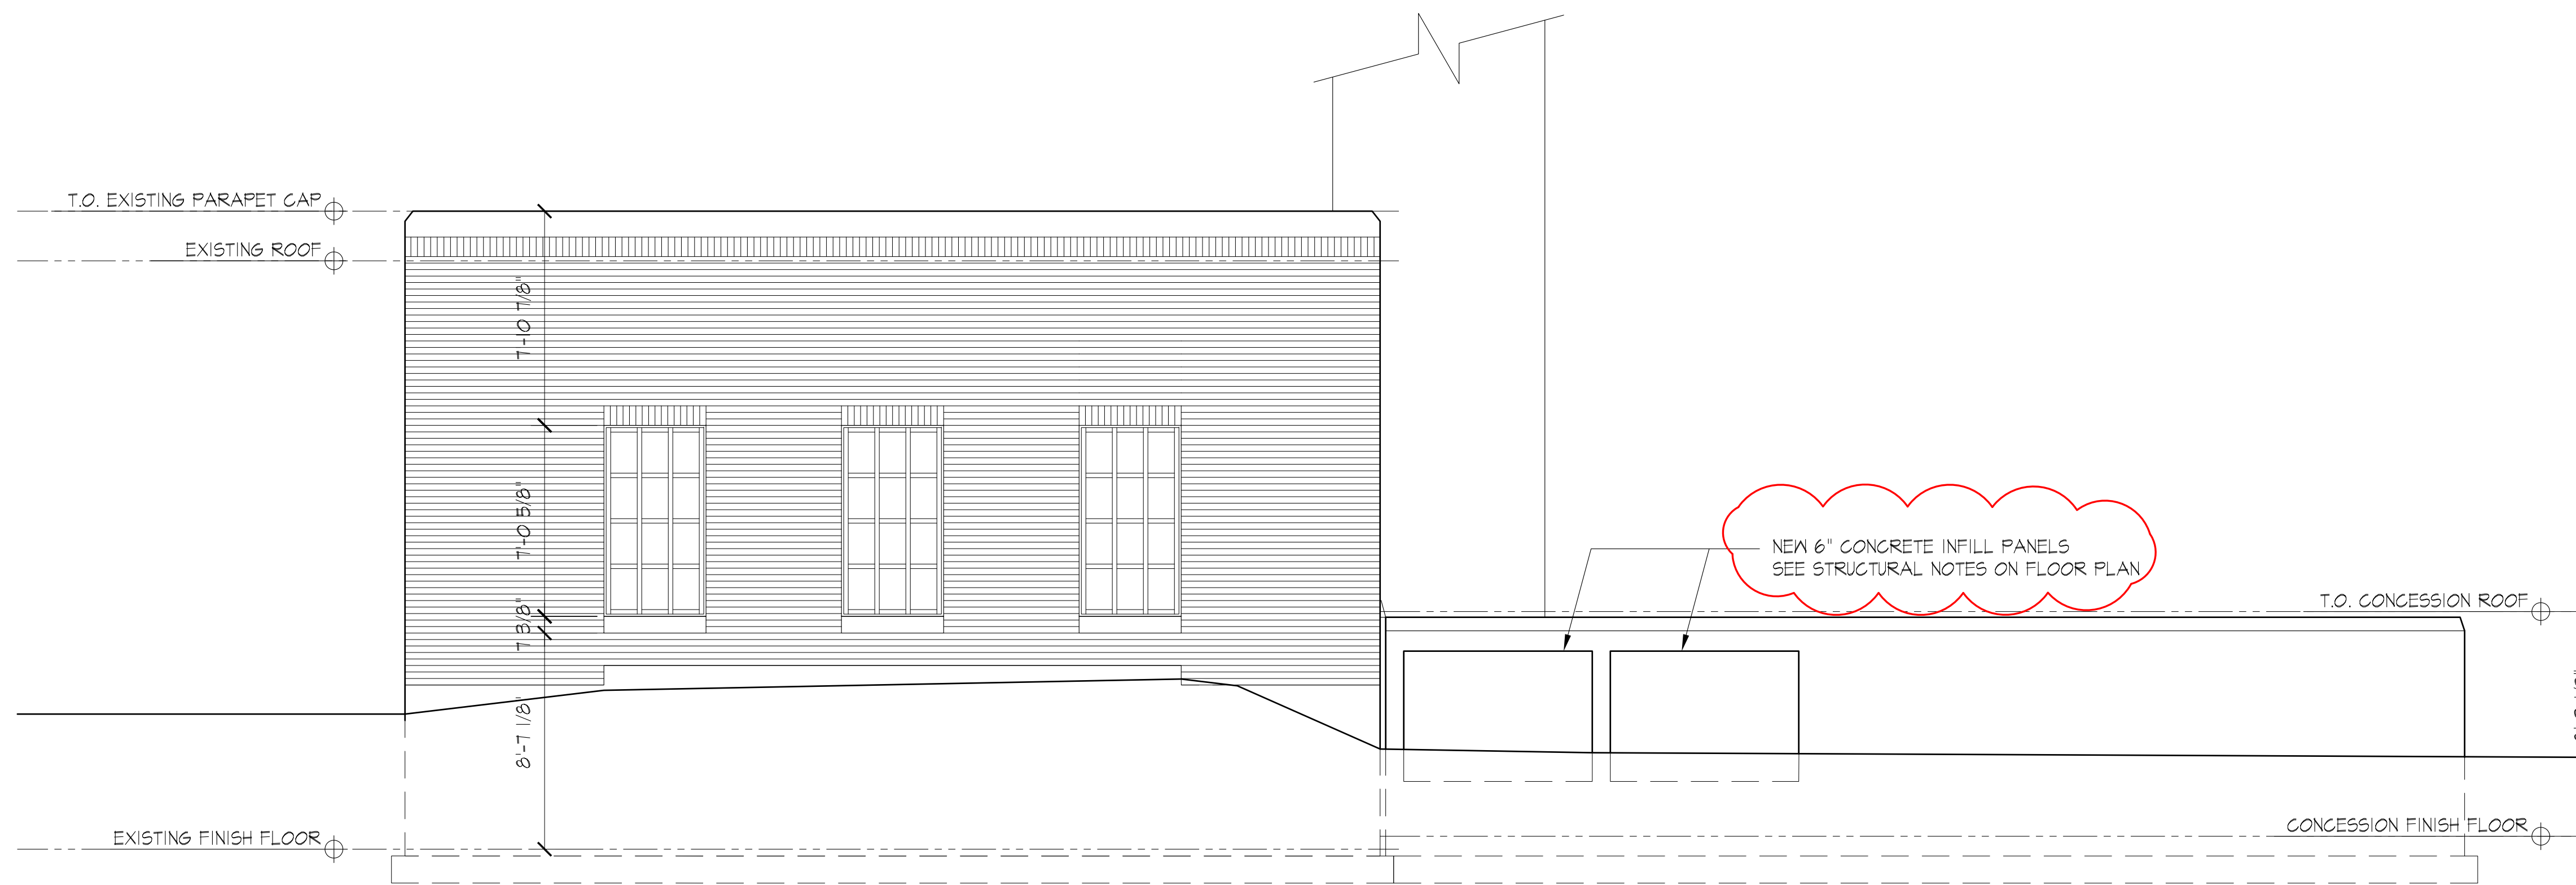 T.O. EXISTING PARAPET CAP
EXISTING ROOF
7'-10 7/8"
7'-0 5/8"
7 3/8"
8'-7 1/8"
EXISTING FINISH FLOOR
NEW 6" CONCRETE INFILL PANELS
SEE STRUCTURAL NOTES ON FLOOR PLAN
T.O. CONCESSION ROOF
CONCESSION FINISH FLOOR